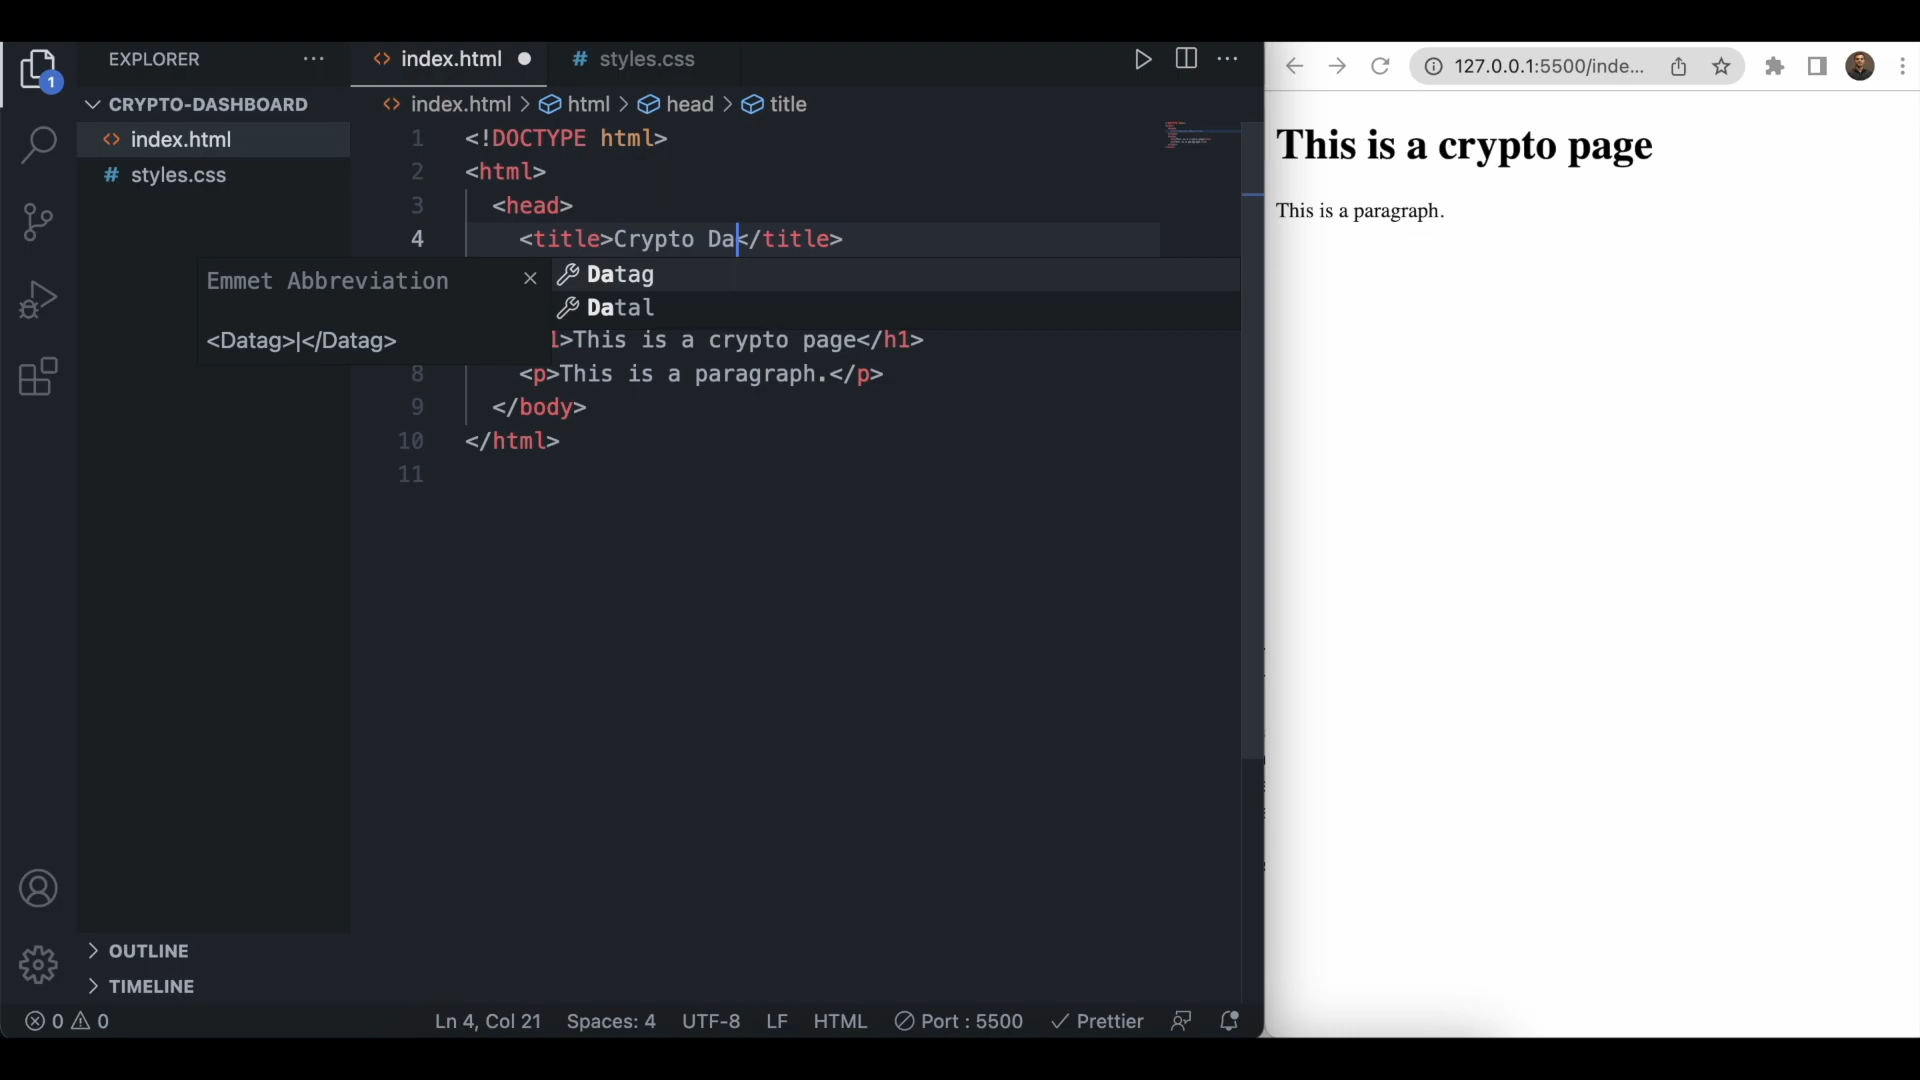 EXPLORER
index.html
styles.css
127.0.0.1:5500/inde...
1
CRYPTO-DASHBOARD
index.html > html > head > title
index.html
styles.css
1 <!DOCTYPE html>
2 <html>
3 <head>
4 <title>Crypto Da</title>
Emmet Abbreviation
<Datag>|</Datag>
Datag
Datal
1>This is a crypto page</h1>
8 <p>This is a paragraph.</p>
9 </body>
10 </html>
11
This is a crypto page
This is a paragraph.
OUTLINE
TIMELINE
0 0
Ln 4, Col 21
Spaces: 4
UTF-8
LF
HTML
Port : 5500
Prettier